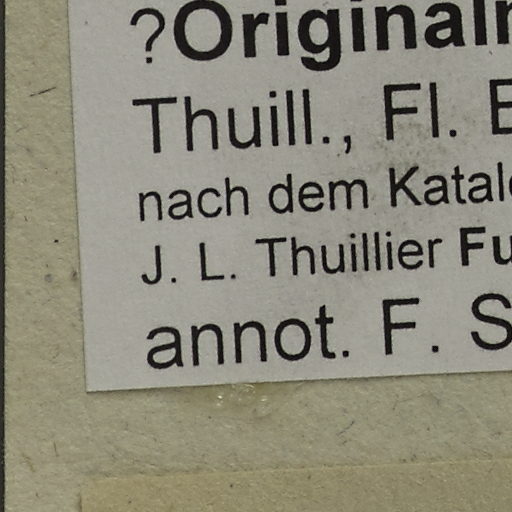 ?Originalr
Thuill., Fl. E
nach dem Katal
J. L. Thuillier Fu
annot. F. S